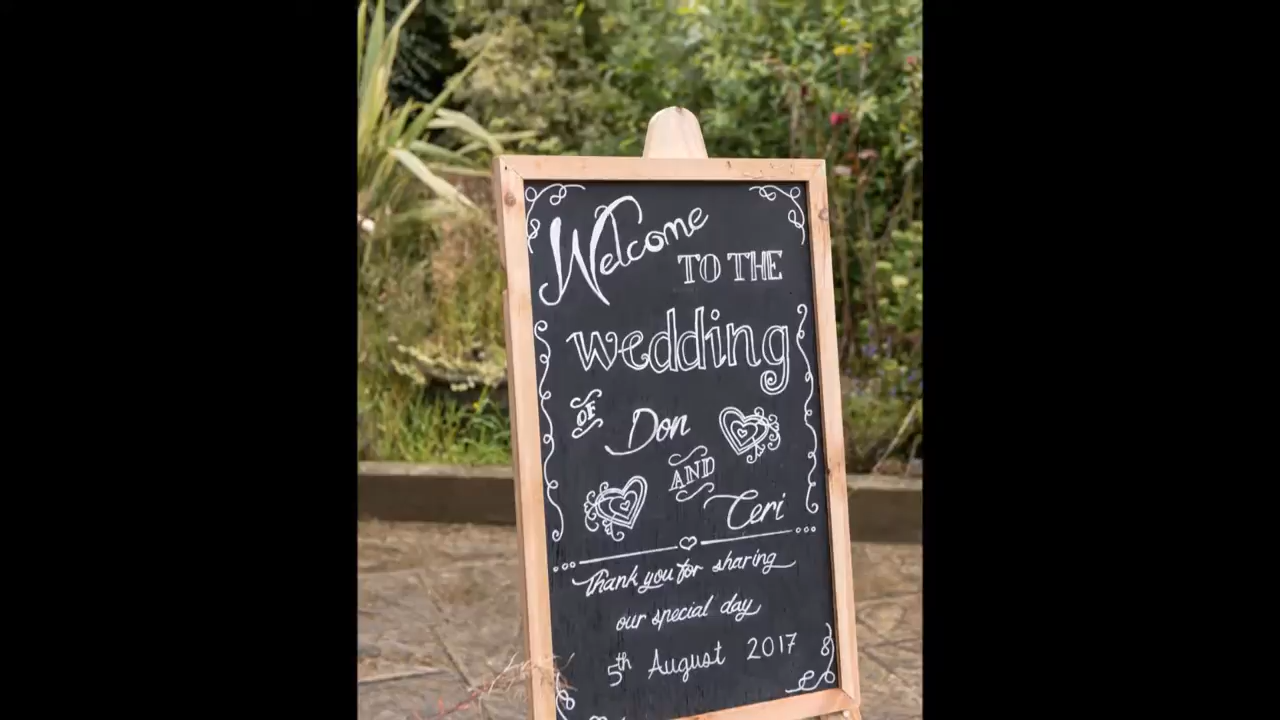 Welcome
TO THE
wedding
OF Don
AND
Ceri
Thank you for sharing
our special day
5th August 2017